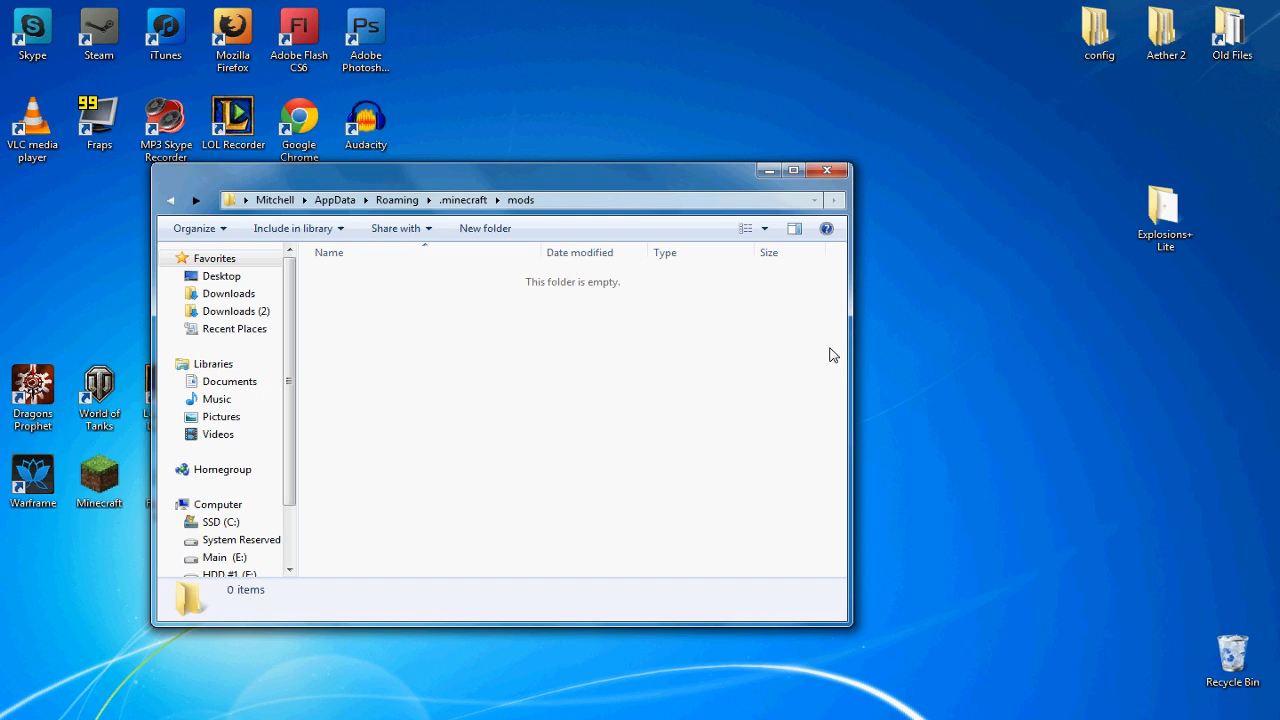 Skype
Steam
iTunes
Mozilla
Firefox
Adobe Flash
CS6
Adobe
Photosh...
config
Aether 2
Old Files
99
VLC media
player
Fraps
MP3 Skype
Recorder
LOL Recorder
Google
Chrome
Audacity
Mitchell
AppData
Roaming
.minecraft
mods
Organize
Include in library
Share with
New folder
Name
Date modified
Type
Size
This folder is empty.
Favorites
Desktop
Downloads
Downloads (2)
Recent Places
Libraries
Documents
Music
Pictures
Videos
Homegroup
Computer
SSD (C:)
System Reserved
Main (E:)
HDD #1 (F:)
0 items
Explosions+
Lite
Dragons
Prophet
World of
Tanks
Warframe
Minecraft
Recycle Bin